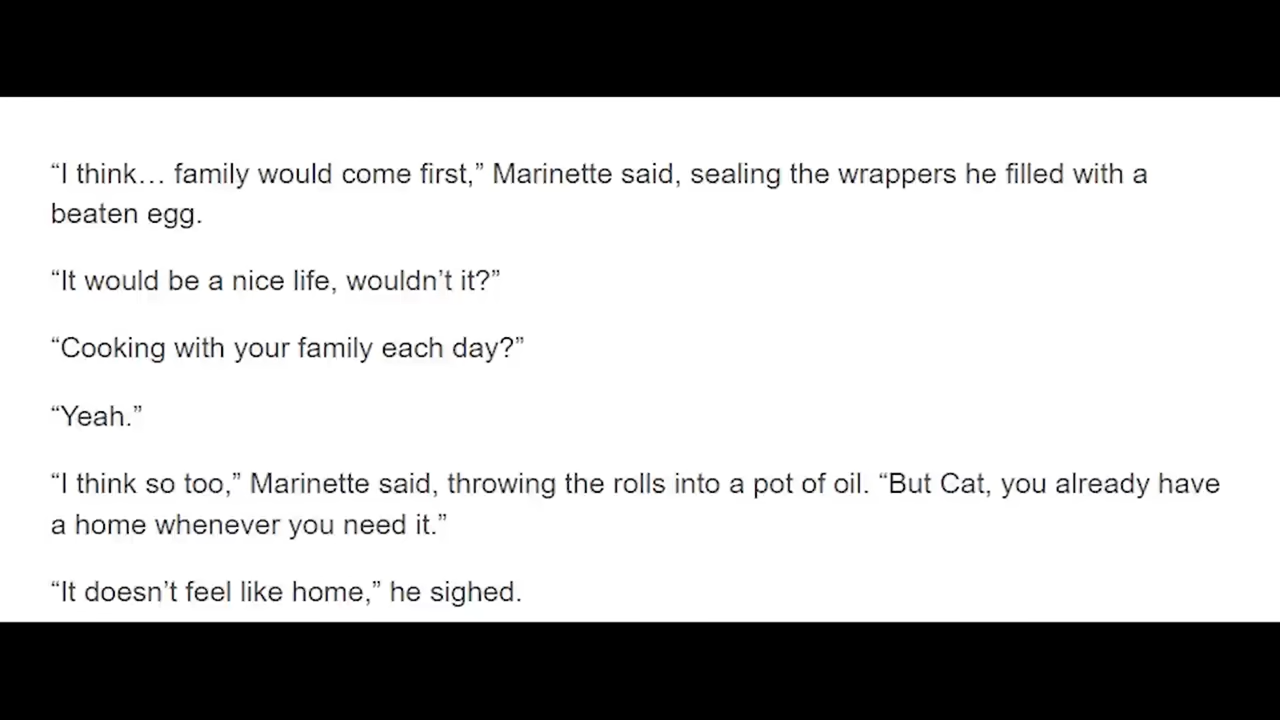 “I think… family would come first,” Marinette said, sealing the wrappers he filled with a
beaten egg.
“It would be a nice life, wouldn’t it?”
“Cooking with your family each day?”
“Yeah.”
“I think so too,” Marinette said, throwing the rolls into a pot of oil. “But Cat, you already have
a home whenever you need it.”
“It doesn’t feel like home,” he sighed.